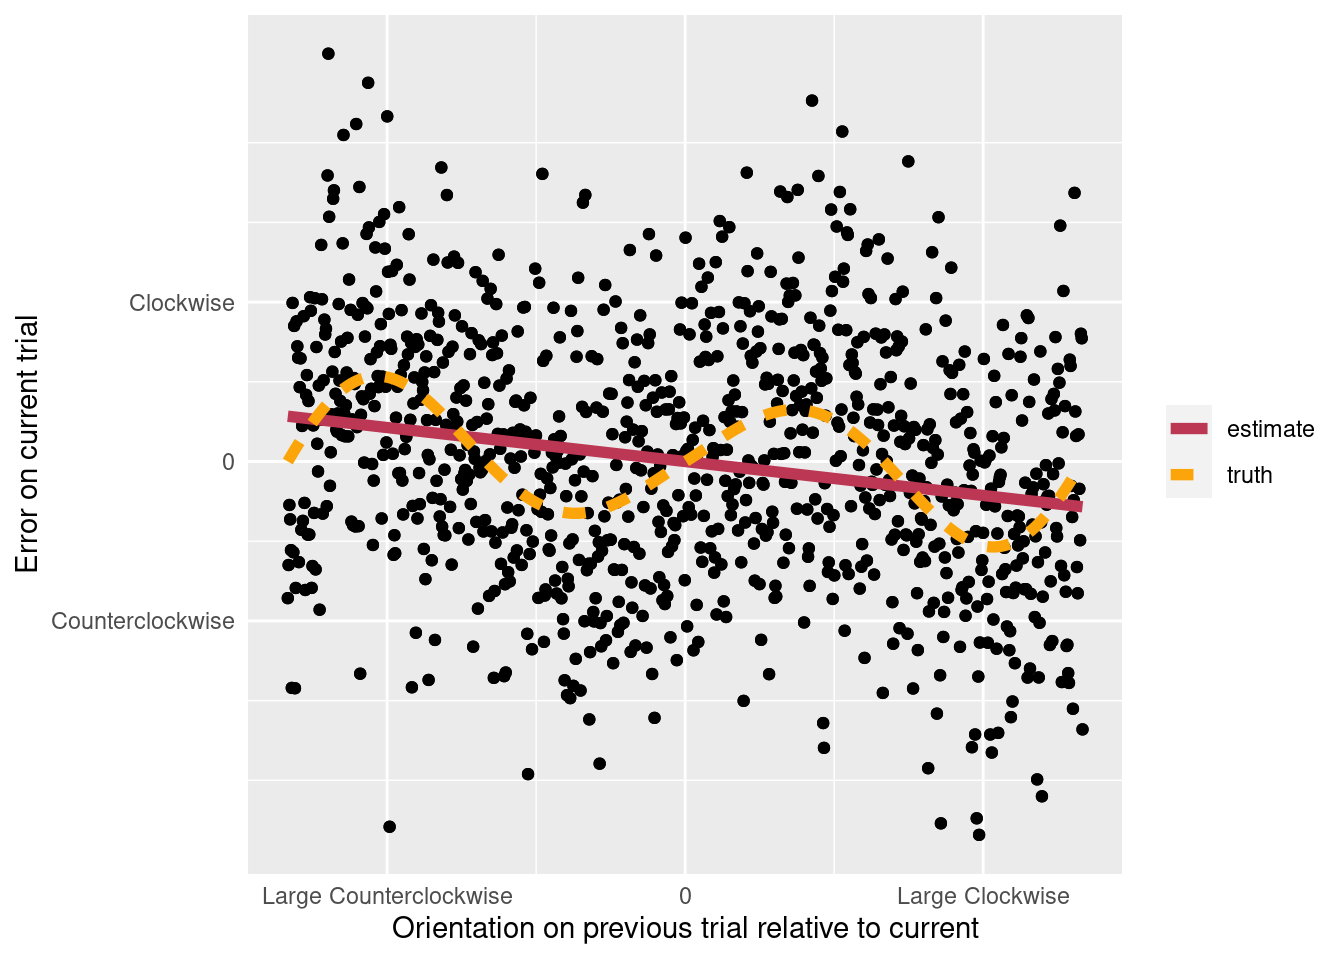 Error on current trial
Clockwise
0
Counterclockwise
Large Counterclockwise
0
Large Clockwise
Orientation on previous trial relative to current
estimate
truth